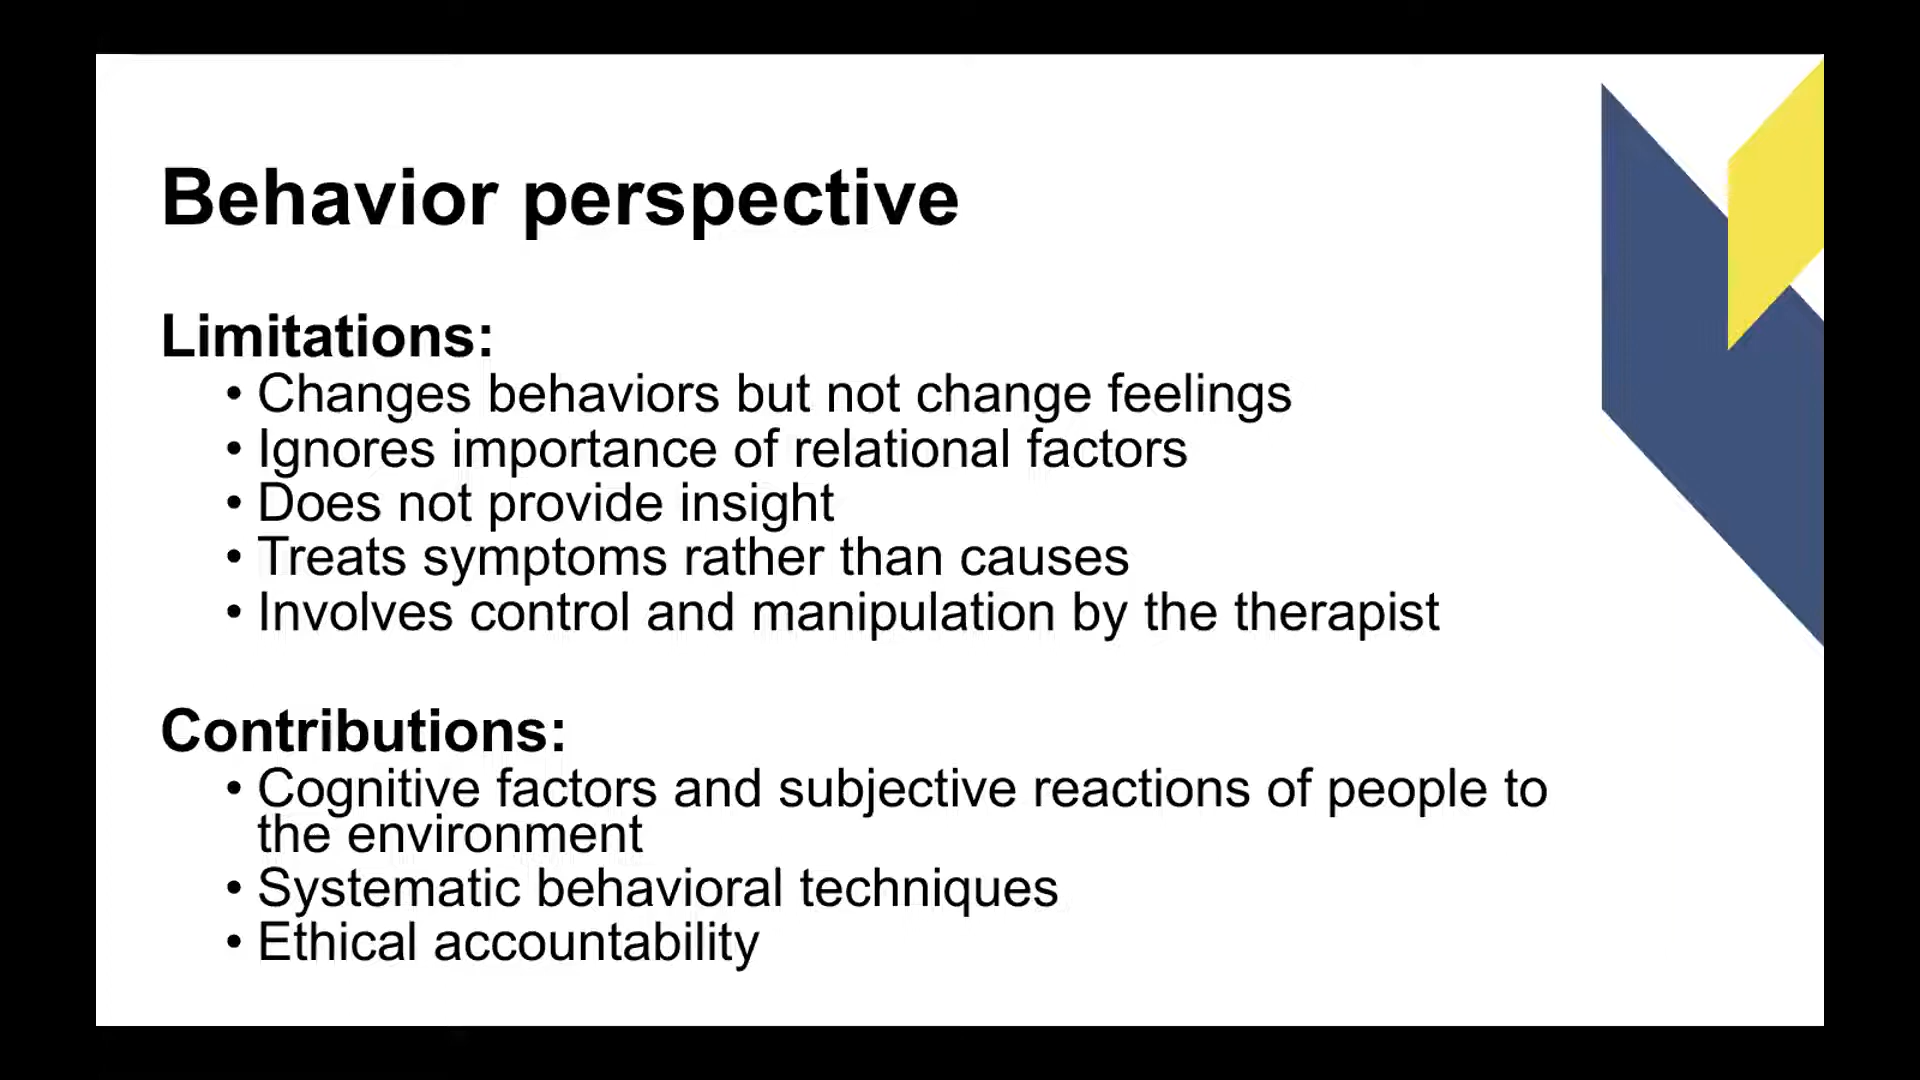 Behavior perspective
Limitations:
• Changes behaviors but not change feelings
• Ignores importance of relational factors
• Does not provide insight
• Treats symptoms rather than causes
• Involves control and manipulation by the therapist
Contributions:
• Cognitive factors and subjective reactions of people to
the environment
• Systematic behavioral techniques
• Ethical accountability